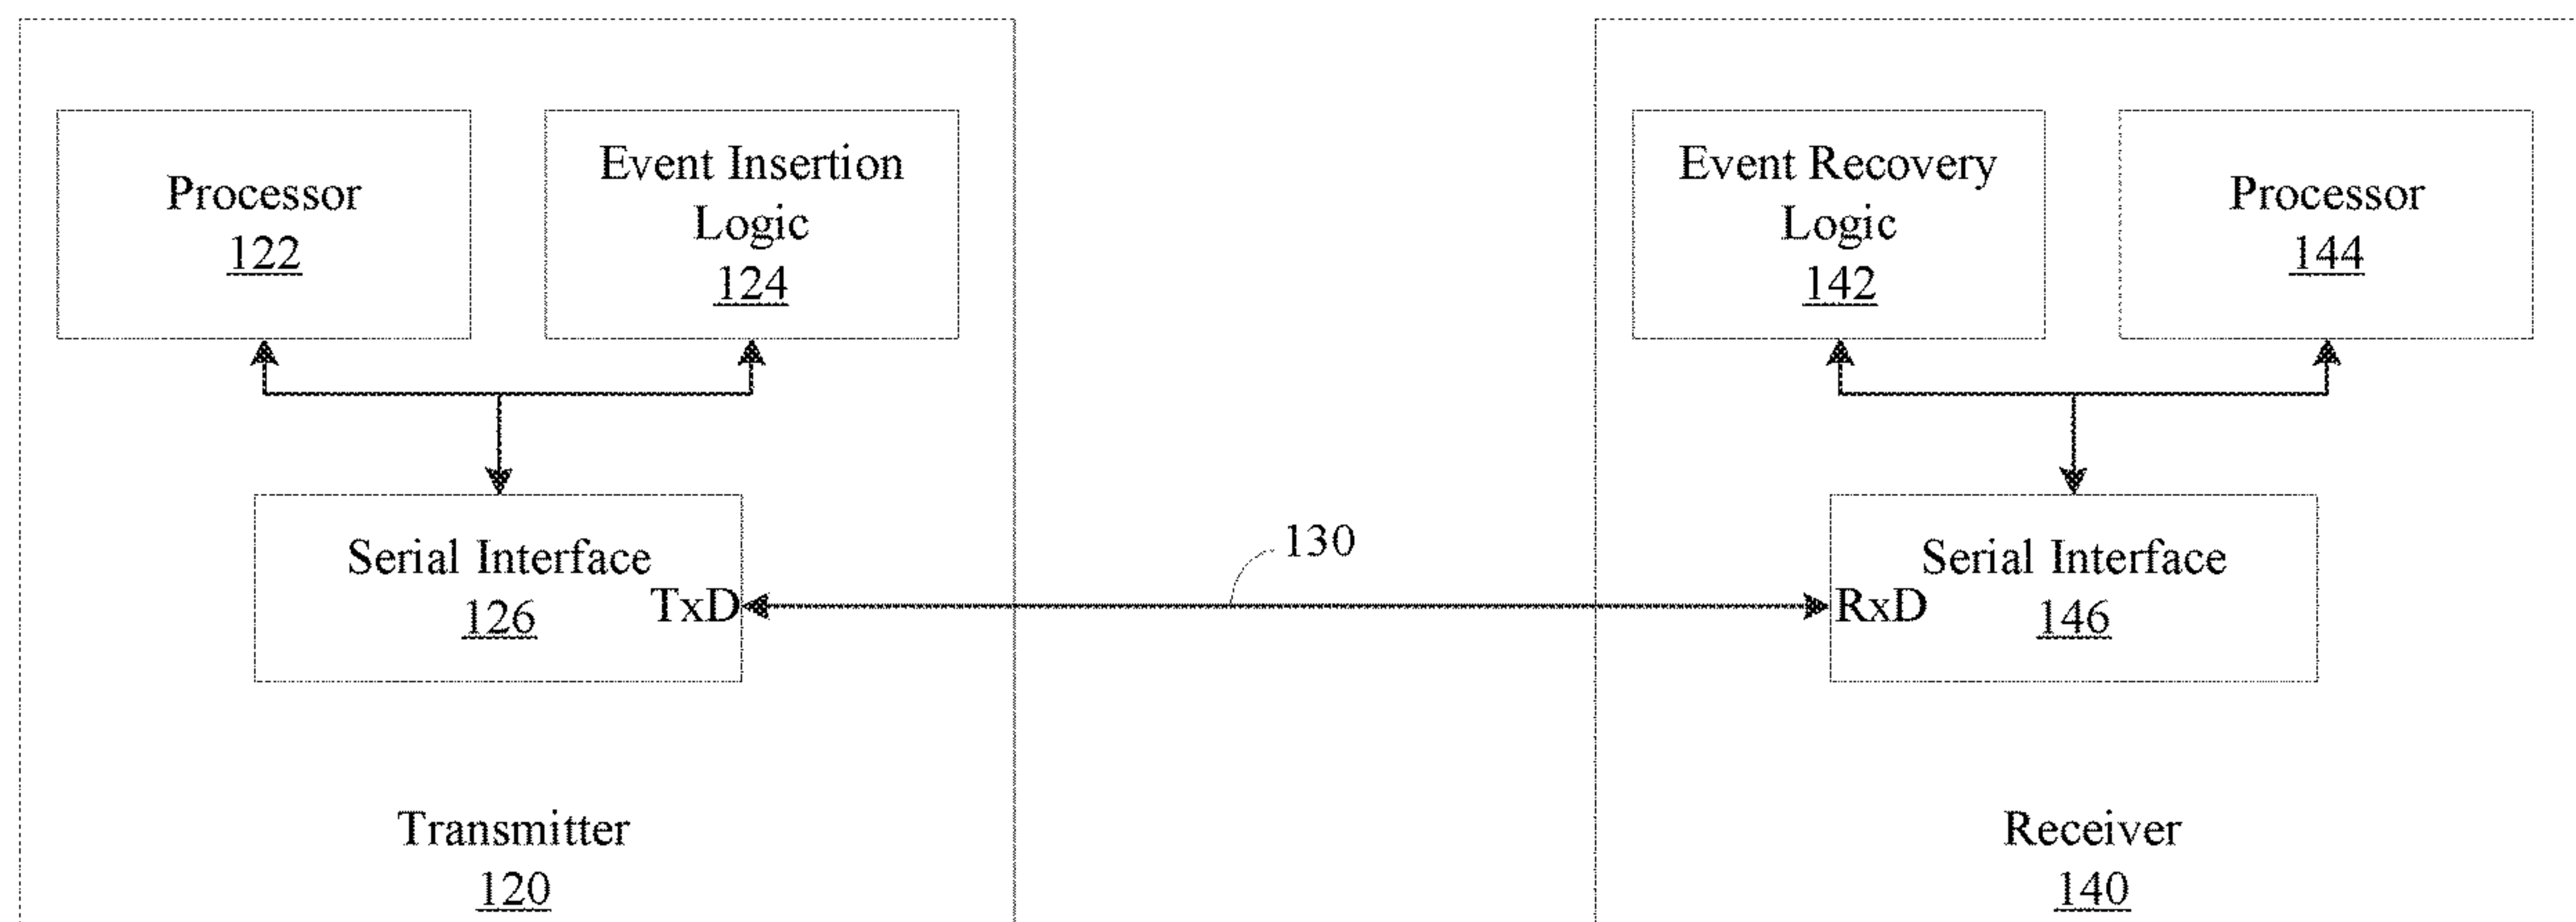 Processor
122
Event Insertion
Logic
124
Event Recovery
Logic
142
Processor
144
Serial Interface
126
TxD
130
RxD
Serial Interface
146
Transmitter
120
Receiver
140